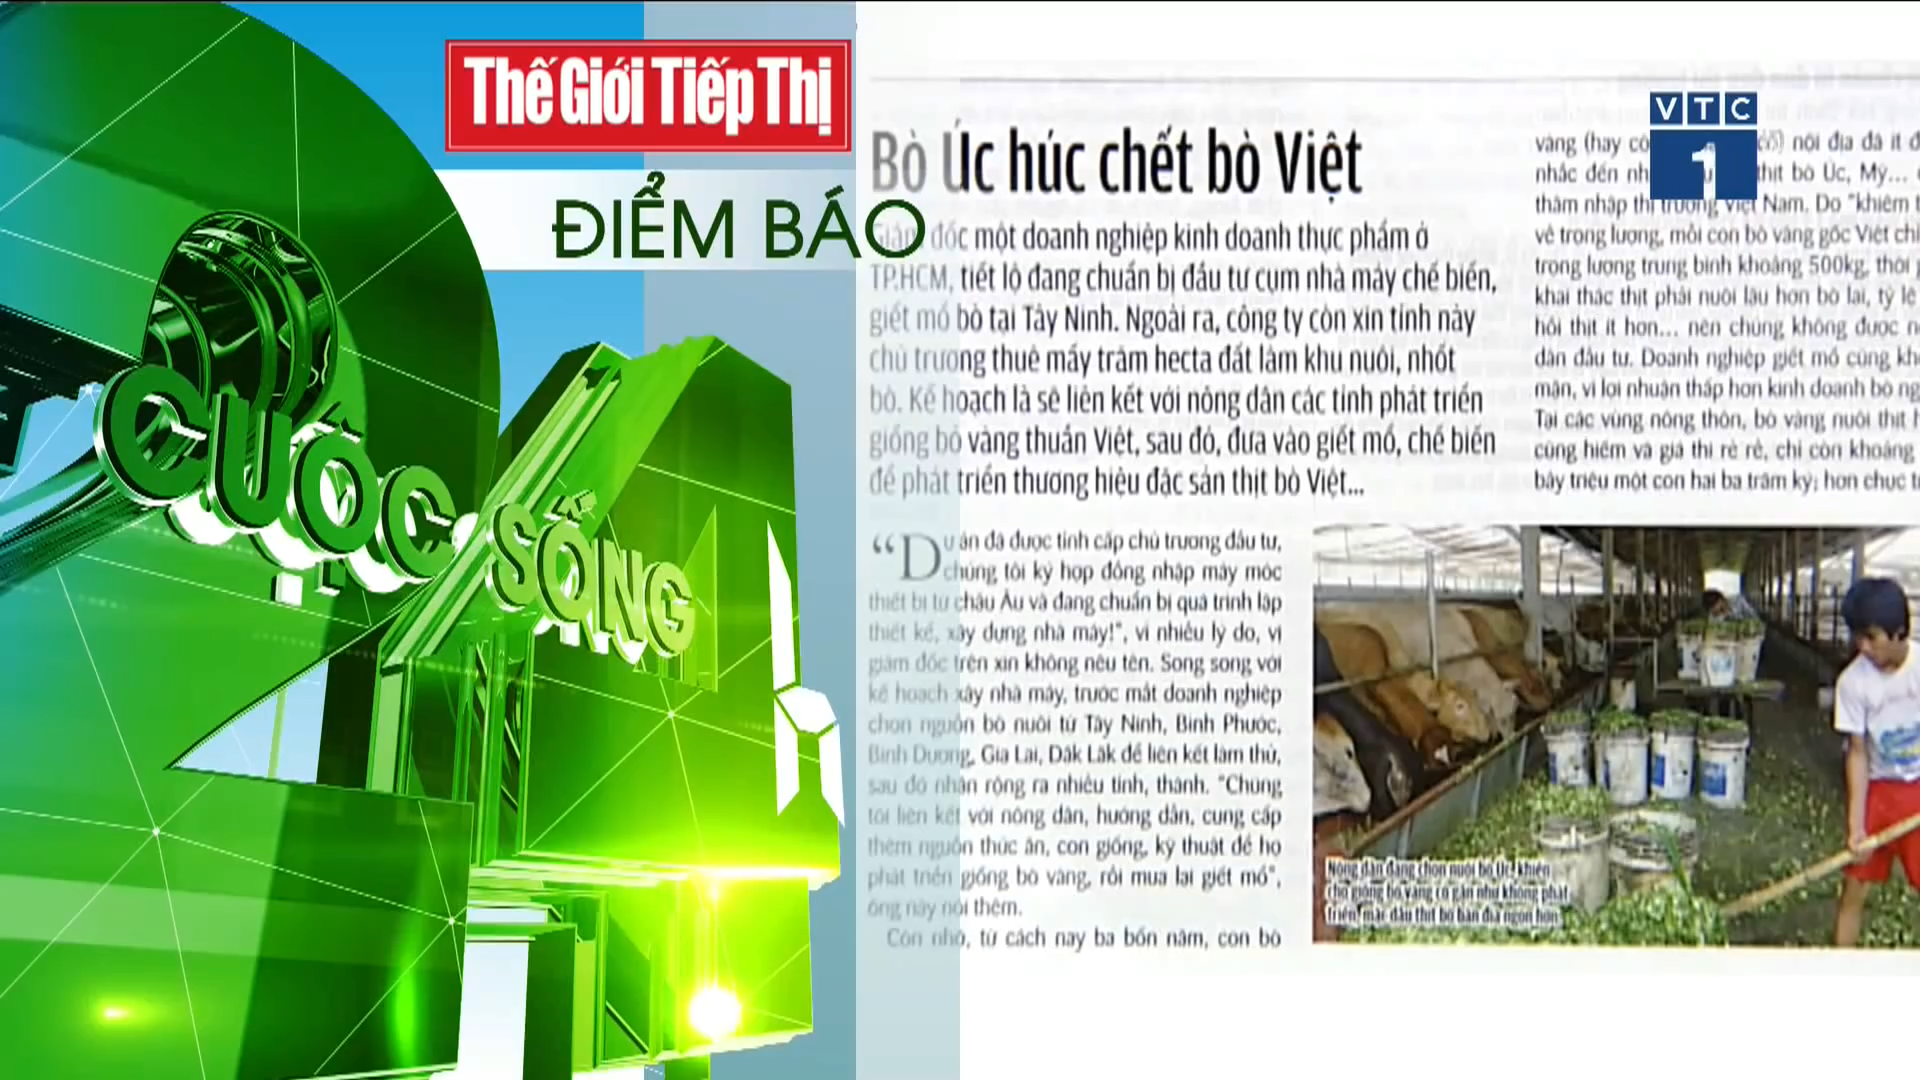 Thế Giới Tiếp Thị
ĐIỂM BÁO
CUỘC SỐNG
24h
VTC
1
Bò Úc húc chết bò Việt
Giám đốc một doanh nghiệp kinh doanh thực phẩm ở
TP.HCM, tiết lộ đang chuẩn bị đầu tư cụm nhà máy chế biến,
giết mổ bò tại Tây Ninh. Ngoài ra, công ty còn xin tỉnh này
chủ trương thuê mấy trăm hecta đất làm khu nuôi, nhốt
bò. Kế hoạch là sẽ liên kết với nông dân các tỉnh phát triển
giống bò vàng thuần Việt, sau đó, đưa vào giết mổ, chế biến
để phát triển thương hiệu đặc sản thịt bò Việt...
“Dự án đã được tỉnh cấp chủ trương đầu tư,
chúng tôi ký hợp đồng nhập máy móc
thiết bị từ châu Âu và đang chuẩn bị quá trình lập
thiết kế, xây dựng nhà máy!”, vì nhiều lý do, vị
giám đốc trên xin không nêu tên. Song song với
kế hoạch xây nhà máy, trước mắt doanh nghiệp
chọn nguồn bò nuôi từ Tây Ninh, Bình Phước,
Bình Dương, Gia Lai, Dăk Lăk để liên kết làm thử,
sau đó nhân rộng ra nhiều tỉnh, thành. “Chúng
tôi liên kết với nông dân, hướng dẫn, cung cấp
thêm nguồn thức ăn, con giống, kỹ thuật để họ
phát triển giống bò vàng, rồi mua lại giết mổ”,
ông này nói thêm.
Còn nhớ, từ cách nay ba bốn năm, con bò
vàng (hay cò cỏ) nội địa đã ít
nhắc đến thịt bò Úc, Mỹ...
thâm nhập thị trường Việt Nam. Do “khiêm
về trọng lượng, mỗi con bò vàng gốc Việt chỉ
trọng lượng trung bình khoảng 500kg, thời
khai thác thịt phải nuôi lâu hơn bò lai, tỷ lệ
hồi thịt ít hơn... nên chúng không được
dân đầu tư. Doanh nghiệp giết mổ cũng
mặn, vì lợi nhuận thấp hơn kinh doanh bò
Tại các vùng nông thôn, bò vàng nuôi thịt
cũng hiếm và giá thì rẻ rề, chỉ còn khoảng
bảy triệu một con hai ba trăm ký; hơn chục
Nông dân đang chọn nuôi bò Úc khiến
cho giống bò vàng cỏ gần như không phát
triển, mặc dầu thịt bò bản địa ngon hơn.